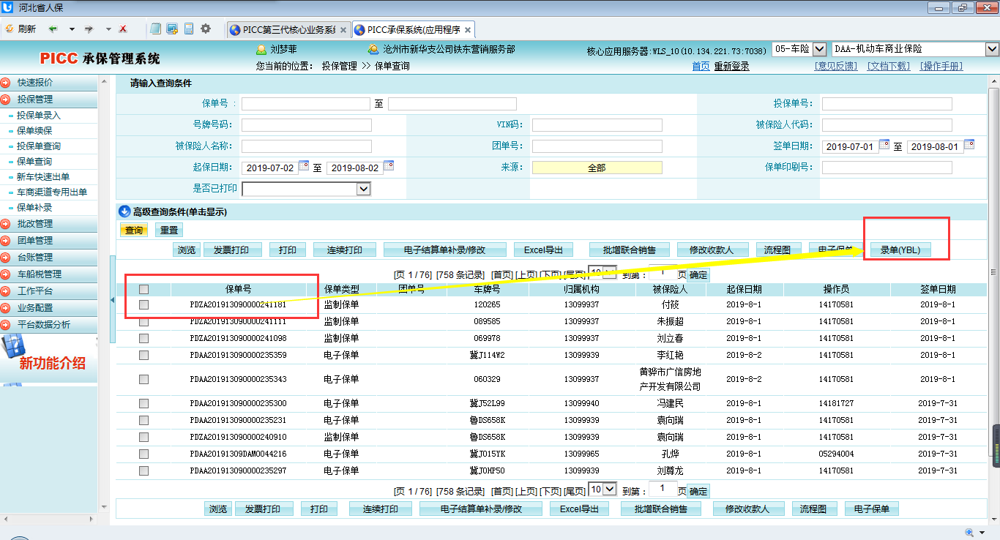 河北省人保
刷新
PICC第三代核心业务系统
PICC承保系统(应用程序
PICC 承保管理系统
刘梦菲
沧州市新华支公司铁东营销服务部
核心应用服务器:WLS_10(10.134.221.73:7038)
05-车险
DAA-机动车商业保险
您当前的位置: 投保管理 >> 保单查询
首页 重新登录
[意见反馈] [文档下载] [操作手册]
快速报价
投保管理
投保单录入
保单续保
投保单查询
保单查询
新车快速出单
车商渠道专用出单
保单补录
批改管理
团单管理
台账管理
车船税管理
工作平台
业务配置
平台数据分析
新功能介绍
请输入查询条件
保单号 : 至 投保单号:
号牌号码: VIN码: 被保险人代码:
被保险人名称: 团单号: 签单日期: 2019-07-01 至 2019-08-01
起保日期: 2019-07-02 至 2019-08-02 来源: 全部 保单印刷号:
是否已打印
高级查询条件(单击显示)
查询 重置
浏览 发票打印 打印 连续打印 电子结算单补录/修改 Excel导出 批增联合销售 修改收款人 流程图 电子保单 录单(YBL)
[页 1 / 76] [758 条记录] [首页] [上页] [下页] [尾页] 10 到第: 1 页 确定
保单号 保单类型 团单号 车牌号 归属机构 被保险人 起保日期 操作员 签单日期
PDZA201913090000241181 监制保单 120265 13099937 付筱 2019-8-1 14170581 2019-8-1
PDZA201913090000241111 监制保单 089585 13099937 朱振超 2019-8-1 14170581 2019-8-1
PDZA201913090000241098 监制保单 069978 13099937 刘立春 2019-8-1 14170581 2019-8-1
PDAA201913090000235359 电子保单 冀J114W2 13099939 李红艳 2019-8-2 14170581 2019-8-1
PDAA201913090000235343 电子保单 060329 13099937 黄骅市广信房地产开发有限公司 2019-8-2 14170581 2019-8-1
PDAA201913090000235300 电子保单 冀J52L99 13099940 冯建民 2019-8-1 14181727 2019-7-31
PDAA201913090000235231 电子保单 鲁DS658K 13099939 袁向瑞 2019-8-1 14170581 2019-7-31
PDZA201913090000240910 监制保单 鲁DS658K 13099939 袁向瑞 2019-8-1 14170581 2019-7-31
PDAA20191309DAM0044216 电子保单 冀J015YK 13099965 孔烨 2019-8-1 05294004 2019-7-31
PDAA201913090000235297 电子保单 冀J0HP50 13099939 刘尊龙 2019-8-1 14170581 2019-7-31
[页 1 / 76] [758 条记录] [首页] [上页] [下页] [尾页] 10 到第: 1 页 确定
浏览 发票打印 打印 连续打印 电子结算单补录/修改 Excel导出 批增联合销售 修改收款人 流程图 电子保单